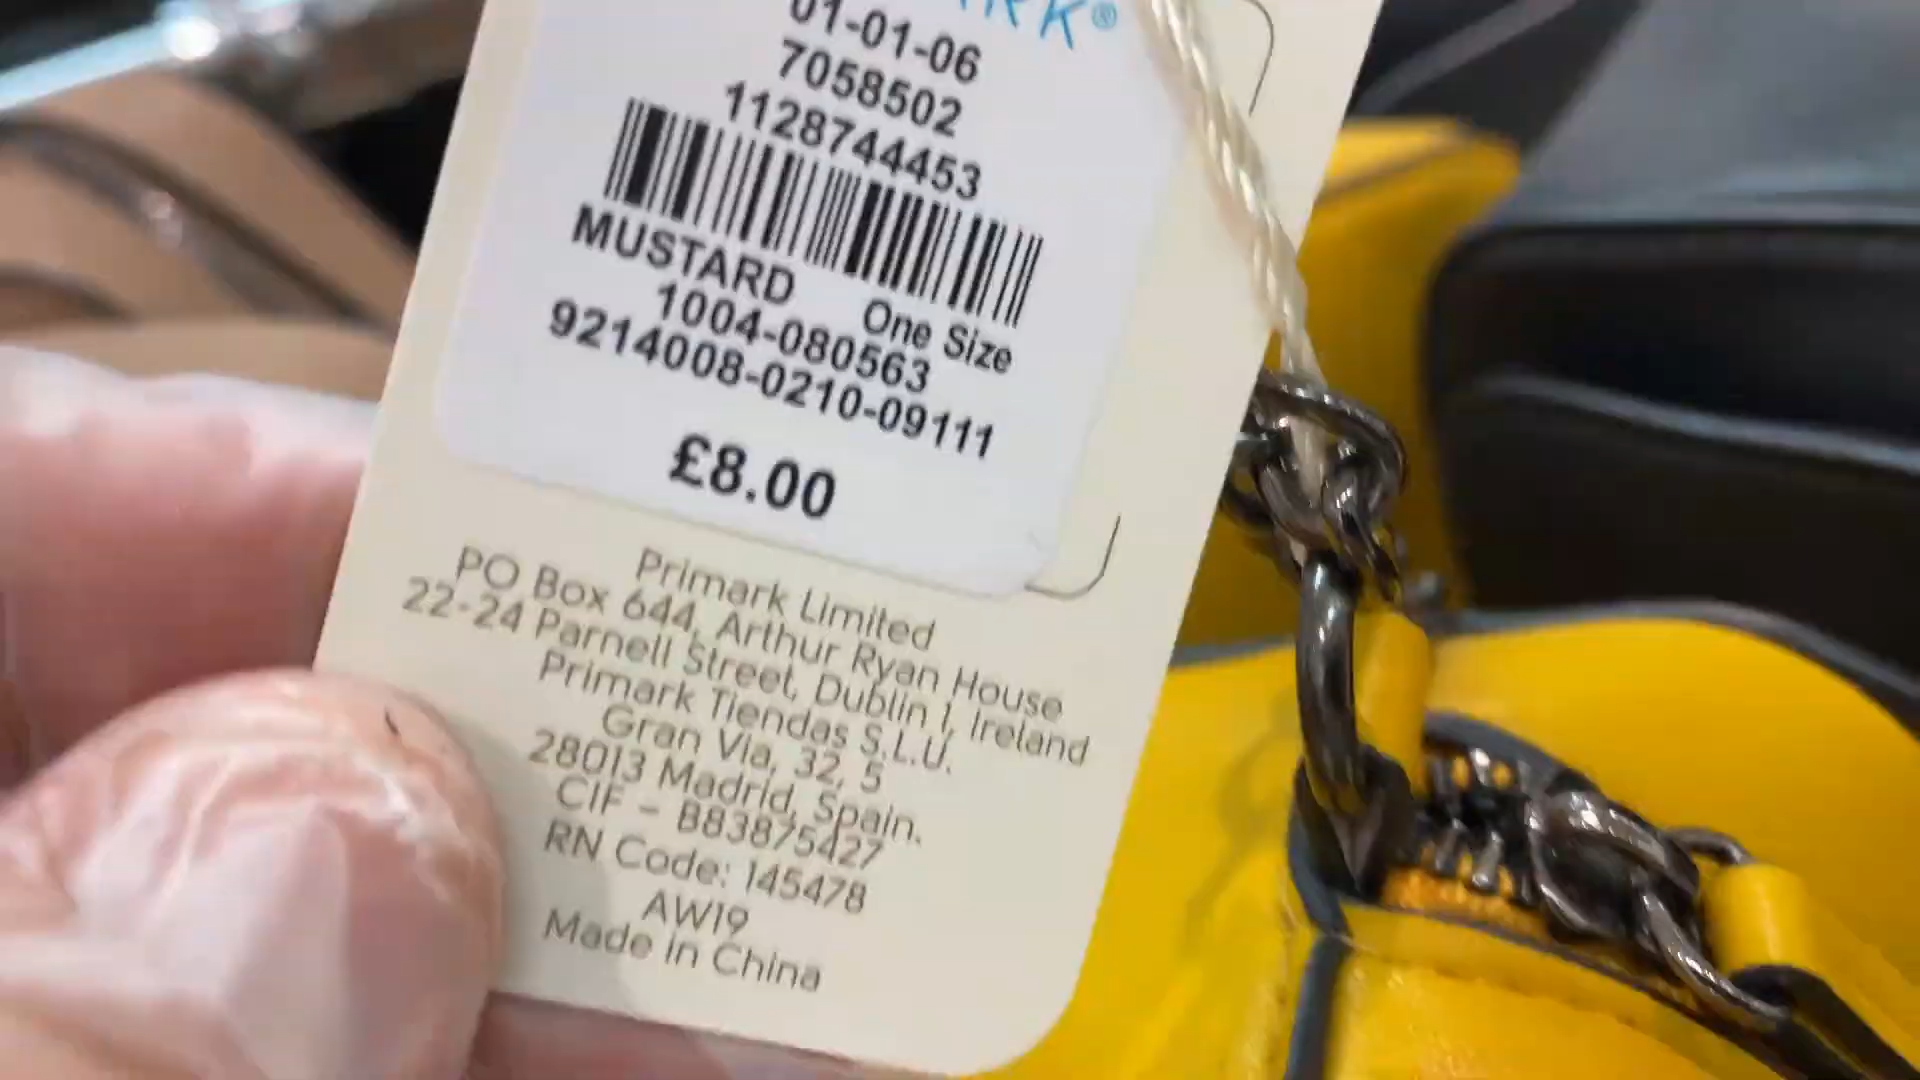 01-01-06
7058502
1128744453
MUSTARD One Size
1004-080563
9214008-0210-09111
£8.00
Primark Limited
PO Box 644, Arthur Ryan House
22-24 Parnell Street, Dublin 1, Ireland
Primark Tiendas S.L.U.
Gran Via, 32, 5
28013 Madrid, Spain.
CIF - B83875427
RN Code: 145478
AW19
Made in China